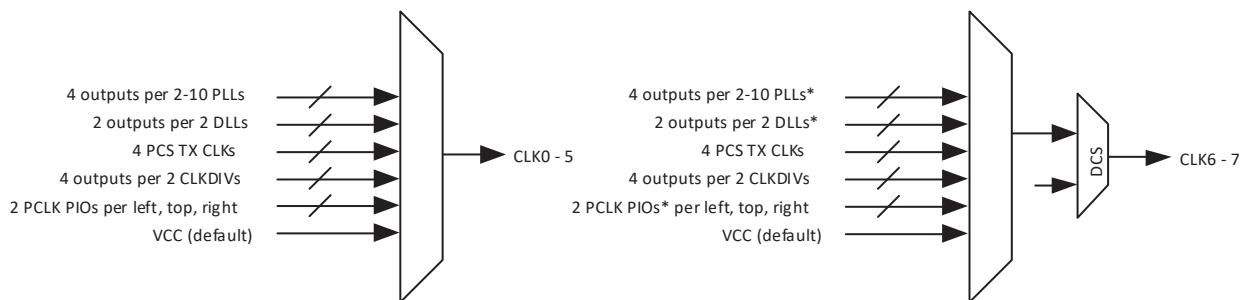 4 outputs per 2-10 PLLs
2 outputs per 2 DLLs
4 PCS TX CLKs
4 outputs per 2 CLKDIVs
2 PCLK PIOs per left, top, right
VCC (default)
CLK0 - 5
4 outputs per 2-10 PLLs*
2 outputs per 2 DLLs*
4 PCS TX CLKs
4 outputs per 2 CLKDIVs
2 PCLK PIOs* per left, top, right
VCC (default)
DCS
CLK6 - 7